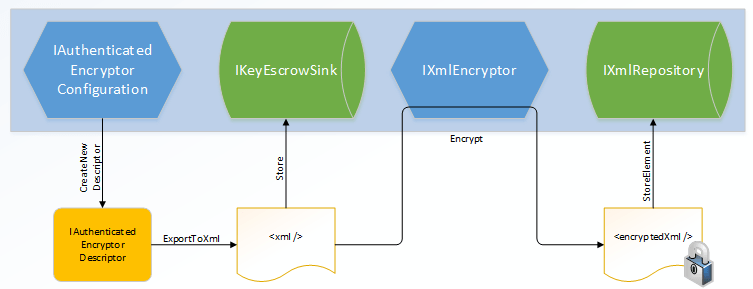 IAuthenticated
Encryptor
Configuration
IKeyEscrowSink
IXmlEncryptor
IXmlRepository
CreateNew
Descriptor
Store
Encrypt
StoreElement
IAuthenticated
Encryptor
Descriptor
ExportToXml
<xml />
<encryptedXml />